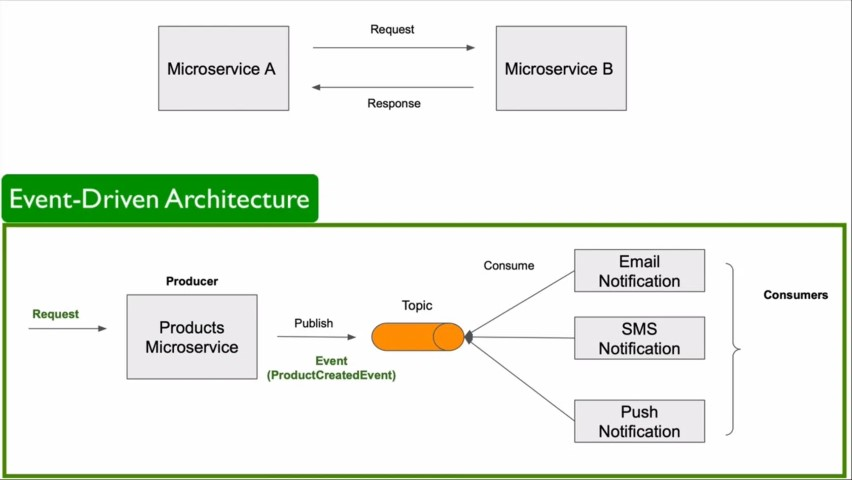 Request
Microservice A
Microservice B
Response
Event-Driven Architecture
Request
Producer
Products
Microservice
Publish
Event
(ProductCreatedEvent)
Topic
Consume
Email
Notification
SMS
Notification
Push
Notification
Consumers